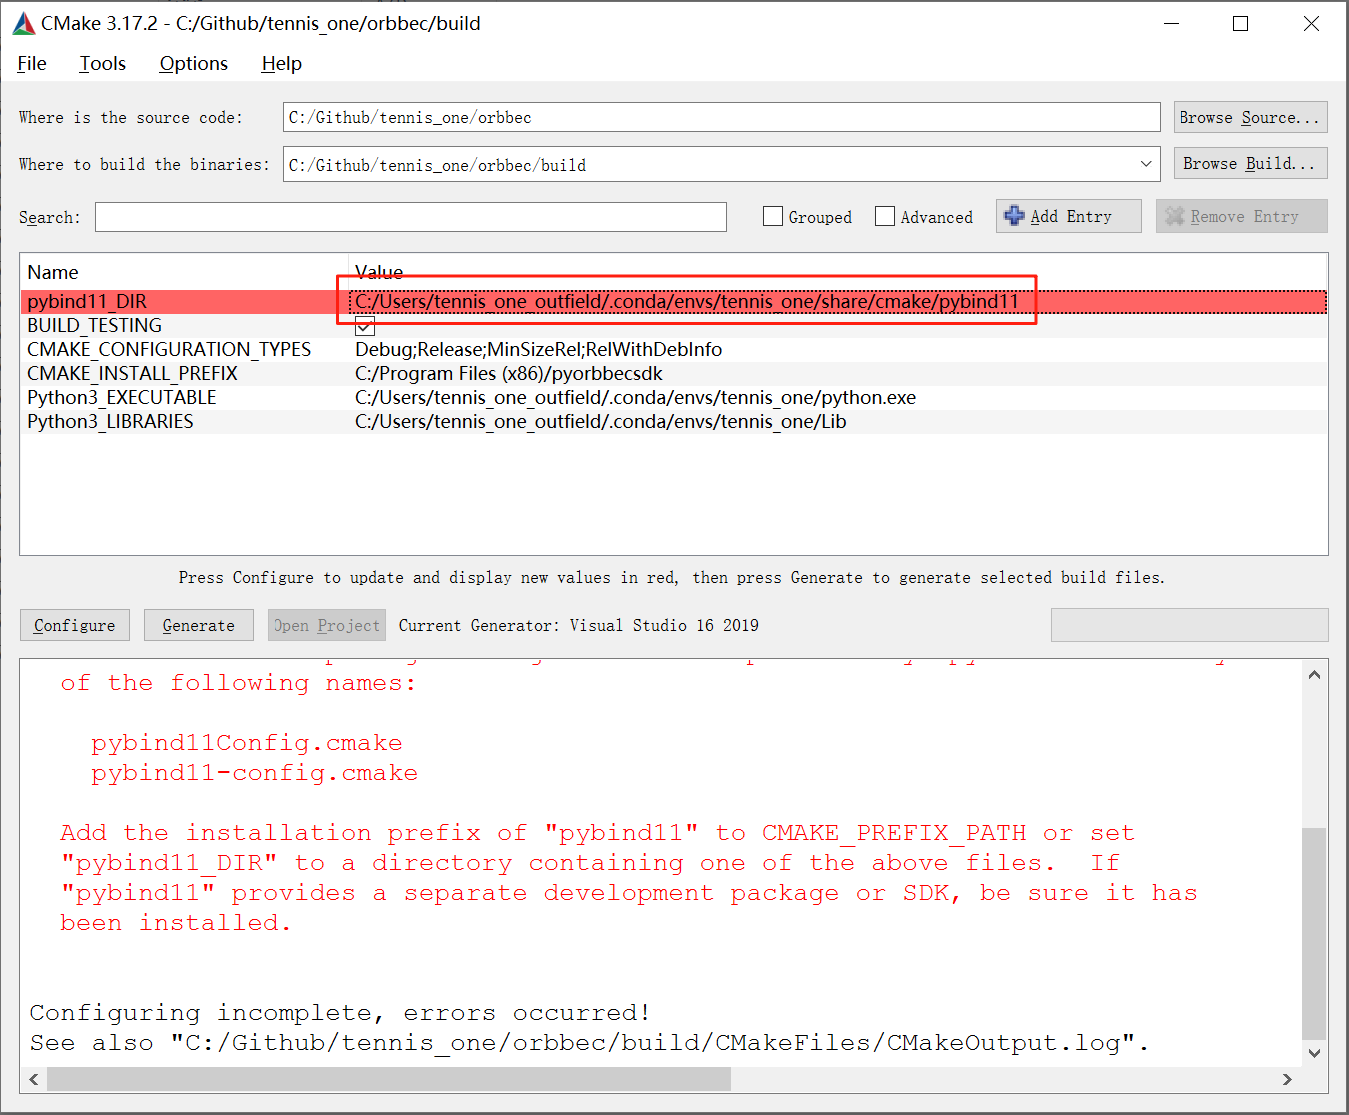 CMake 3.17.2 - C:/Github/tennis_one/orbbec/build
File Tools Options Help
Where is the source code: C:/Github/tennis_one/orbbec Browse Source...
Where to build the binaries: C:/Github/tennis_one/orbbec/build Browse Build...
Search: Grouped Advanced Add Entry Remove Entry
Name Value
pybind11_DIR C:/Users/tennis_one_outfield/.conda/envs/tennis_one/share/cmake/pybind11
BUILD_TESTING
CMAKE_CONFIGURATION_TYPES Debug;Release;MinSizeRel;RelWithDebInfo
CMAKE_INSTALL_PREFIX C:/Program Files (x86)/pyorbbecsdk
Python3_EXECUTABLE C:/Users/tennis_one_outfield/.conda/envs/tennis_one/python.exe
Python3_LIBRARIES C:/Users/tennis_one_outfield/.conda/envs/tennis_one/Lib
Press Configure to update and display new values in red, then press Generate to generate selected build files.
Configure Generate Open Project Current Generator: Visual Studio 16 2019
of the following names:
pybind11Config.cmake
pybind11-config.cmake
Add the installation prefix of "pybind11" to CMAKE_PREFIX_PATH or set
"pybind11_DIR" to a directory containing one of the above files.  If
"pybind11" provides a separate development package or SDK, be sure it has
been installed.
Configuring incomplete, errors occurred!
See also "C:/Github/tennis_one/orbbec/build/CMakeFiles/CMakeOutput.log".